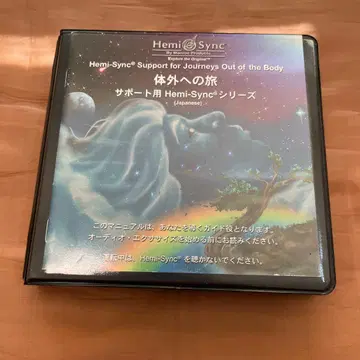 Hemi Sync
By Monroe Products
Explore An Original™
Hemi-Sync® Support for Journeys Out of the Body
体外への旅
サポート用 Hemi-Sync®シリーズ
(Japanese)
このマニュアルは、あなたを導くガイド役となります。
オーディオ・エクササイズを始める前にお読みください。
運転中は、Hemi-Sync®を聴かないでください。